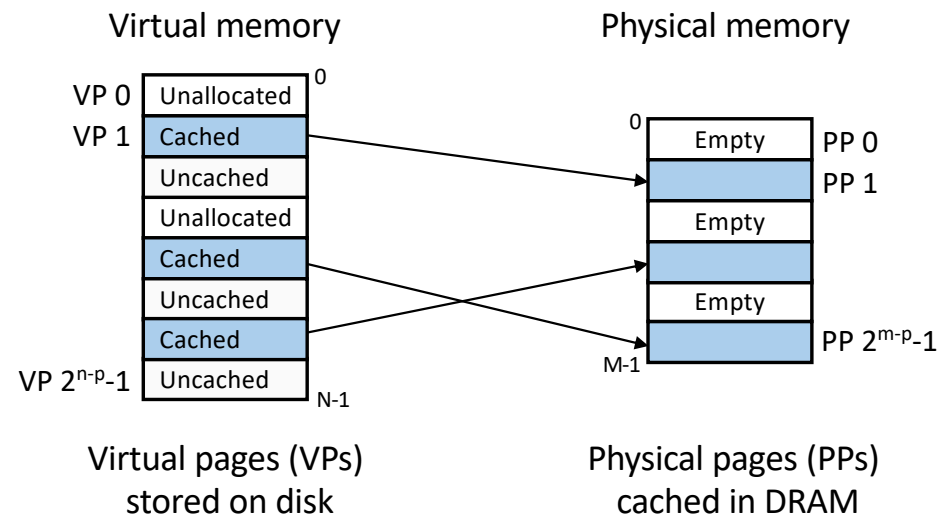 Virtual memory
Physical memory
0
VP 0 Unallocated
VP 1 Cached
Uncached
Unallocated
Cached
Uncached
Cached
VP 2ⁿ⁻ᵖ-1 Uncached
N-1
0
Empty PP 0
PP 1
Empty
Empty
PP 2ᵐ⁻ᵖ-1
M-1
Virtual pages (VPs)
stored on disk
Physical pages (PPs)
cached in DRAM